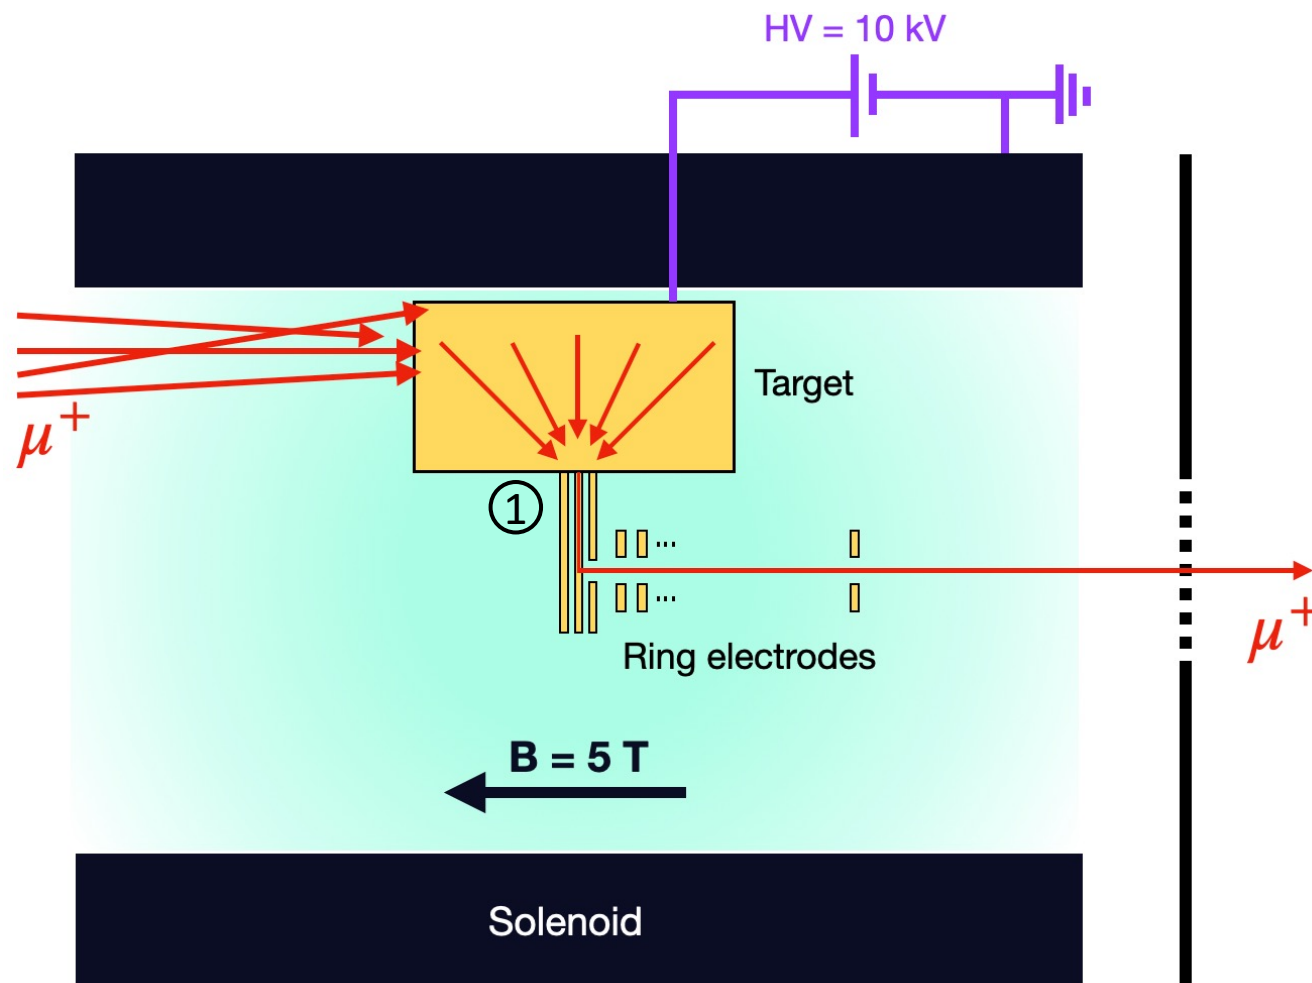 HV = 10 kV
μ⁺
Target
①
...
...
Ring electrodes
μ⁺
B = 5 T
Solenoid